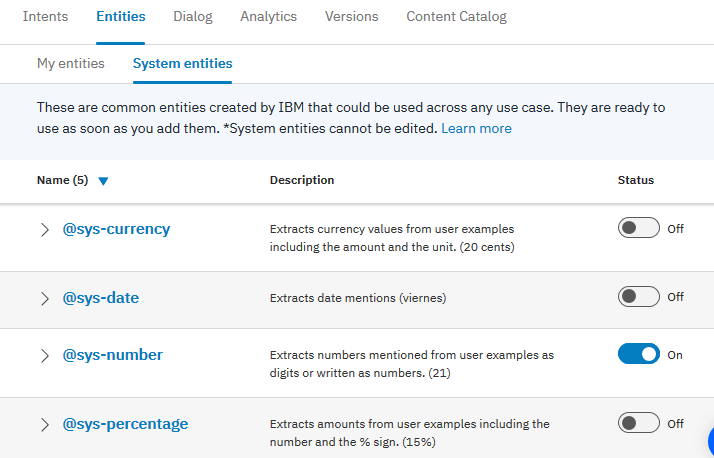 Intents Entities Dialog Analytics Versions Content Catalog
My entities System entities
These are common entities created by IBM that could be used across any use case. They are ready to
use as soon as you add them. *System entities cannot be edited. Learn more
Name (5) Description Status
@sys-currency Extracts currency values from user examples Off
including the amount and the unit. (20 cents)
@sys-date Extracts date mentions (viernes) Off
@sys-number Extracts numbers mentioned from user examples as On
digits or written as numbers. (21)
@sys-percentage Extracts amounts from user examples including the Off
number and the % sign. (15%)